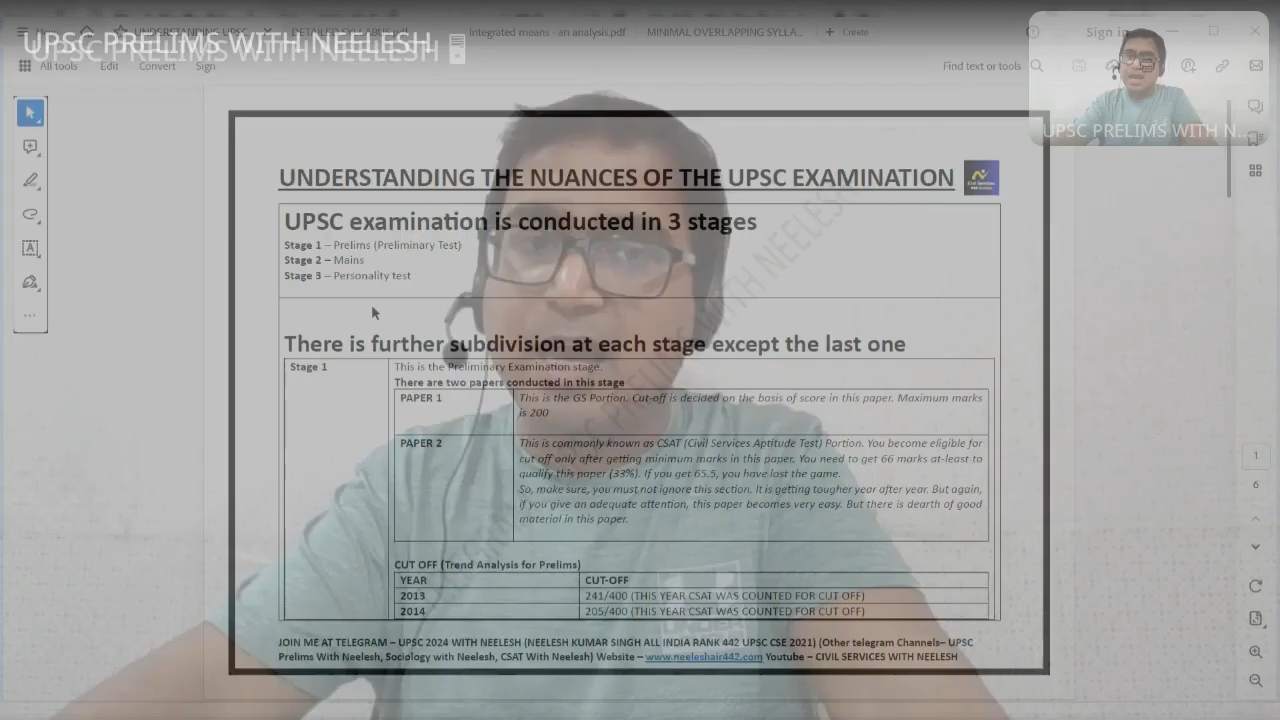 UPSC PRELIMS WITH NEELESH
UPSC PRELIMS WITH NEELESH
UNDERSTANDING UPSC
DETAILED SYLLABUS.pdf
Integrated means - an analysis.pdf
MINIMAL OVERLAPPING SYLLA...
Create
Sign in
All tools
Edit
Convert
Sign
Find text or tools
UPSC PRELIMS WITH N...
UNDERSTANDING THE NUANCES OF THE UPSC EXAMINATION
UPSC examination is conducted in 3 stages
Stage 1 – Prelims (Preliminary Test)
Stage 2 – Mains
Stage 3 – Personality test
There is further subdivision at each stage except the last one
Stage 1
This is the Preliminary Examination stage.
There are two papers conducted in this stage
PAPER 1
This is the GS Portion. Cut-off is decided on the basis of score in this paper. Maximum marks
is 200
PAPER 2
This is commonly known as CSAT (Civil Services Aptitude Test) Portion. You become eligible for
cut off only after getting minimum marks in this paper. You need to get 66 marks at-least to
qualify this paper (33%). If you get 65.5, you have lost the game.
So, make sure, you must not ignore this section. It is getting tougher year after year. But again,
if you give an adequate attention, this paper becomes very easy. But there is dearth of good
material in this paper.
CUT OFF (Trend Analysis for Prelims)
YEAR
CUT-OFF
2013
241/400 (THIS YEAR CSAT WAS COUNTED FOR CUT OFF)
2014
205/400 (THIS YEAR CSAT WAS COUNTED FOR CUT OFF)
JOIN ME AT TELEGRAM – UPSC 2024 WITH NEELESH (NEELESH KUMAR SINGH ALL INDIA RANK 442 UPSC CSE 2021) (Other telegram Channels– UPSC
Prelims With Neelesh, Sociology with Neelesh, CSAT With Neelesh) Website – www.neeleshair442.com Youtube – CIVIL SERVICES WITH NEELESH
1
6